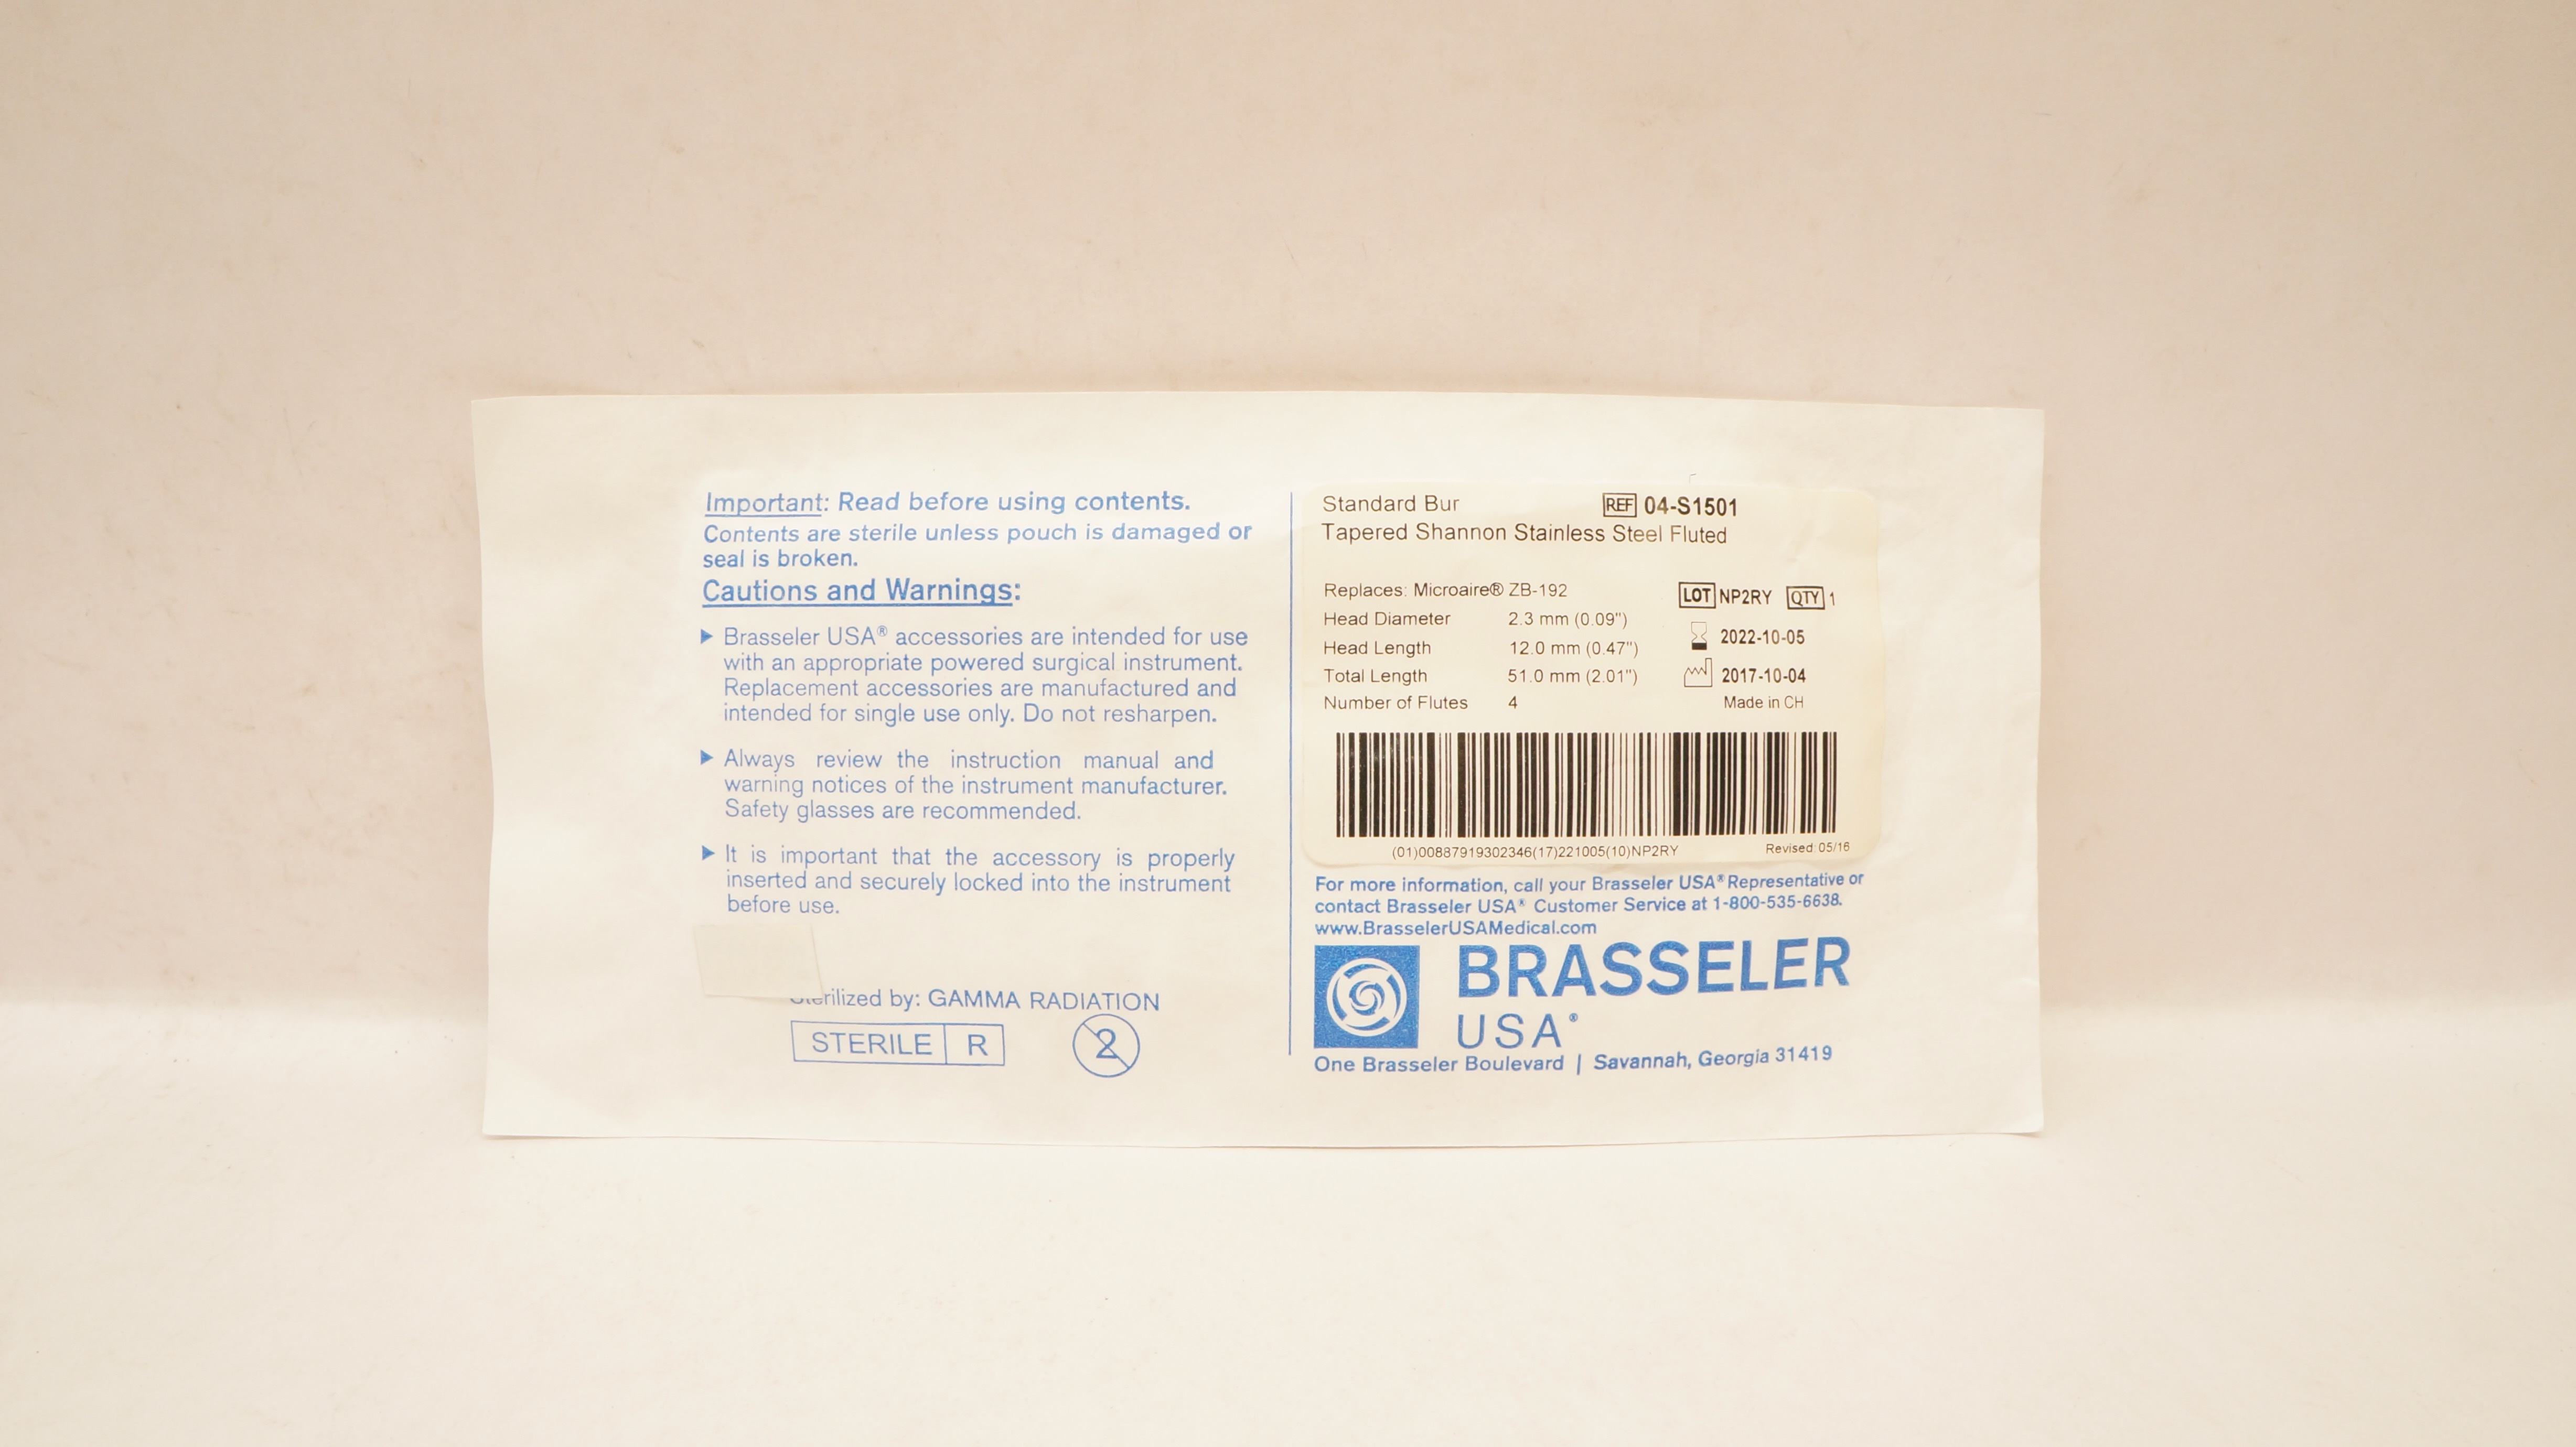 Important: Read before using contents.
Contents are sterile unless pouch is damaged or
seal is broken.
Cautions and Warnings:
Brasseler USA® accessories are intended for use
with an appropriate powered surgical instrument.
Replacement accessories are manufactured and
intended for single use only. Do not resharpen.
Always review the instruction manual and
warning notices of the instrument manufacturer.
Safety glasses are recommended.
It is important that the accessory is properly
inserted and securely locked into the instrument
before use.
Sterilized by: GAMMA RADIATION
STERILE R
2
Standard Bur REF 04-S1501
Tapered Shannon Stainless Steel Fluted
Replaces: Microaire® ZB-192
Head Diameter 2.3 mm (0.09")
Head Length 12.0 mm (0.47")
Total Length 51.0 mm (2.01")
Number of Flutes 4
LOT NP2RY QTY 1
2022-10-05
2017-10-04
Made in CH
(01)00887919302346(17)221005(10)NP2RY
Revised: 05/16
For more information, call your Brasseler USA® Representative or
contact Brasseler USA® Customer Service at 1-800-535-6638.
www.BrasselerUSAMedical.com
BRASSELER
USA®
One Brasseler Boulevard | Savannah, Georgia 31419